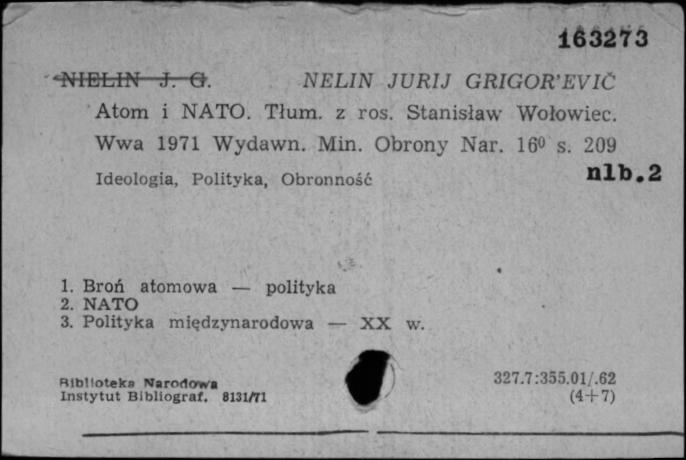 163273
NIELIN J. G. NELIN JURIJ GRIGOR'EVIČ
Atom i NATO. Tłum. z ros. Stanisław Wołowiec.
Wwa 1971 Wydawn. Min. Obrony Nar. 16⁰ s. 209
nlb.2
Ideologia, Polityka, Obronność
1. Broń atomowa — polityka
2. NATO
3. Polityka międzynarodowa — XX w.
Biblioteka Narodowa
Instytut Bibliograf. 8131/71
327.7:355.01/.62
(4+7)